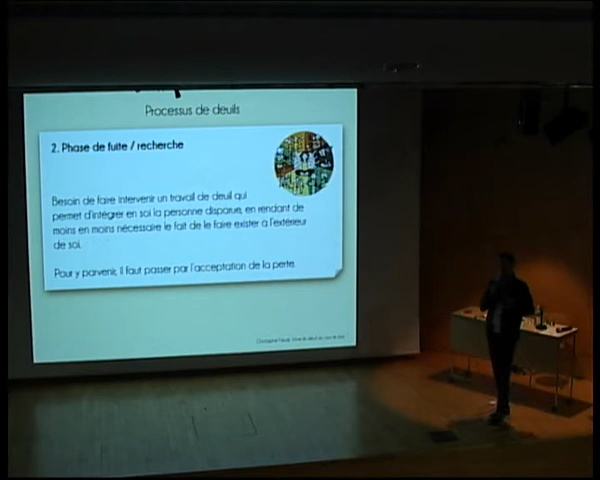 Processus de deuils
2. Phase de fuite / recherche
Besoin de faire intervenir un travail de deuil qui
permet d'intégrer en soi la personne disparue, en rendant de
moins en moins nécessaire le fait de le faire exister à l'extérieur
de soi.
Pour y parvenir, il faut passer par l'acceptation de la perte.